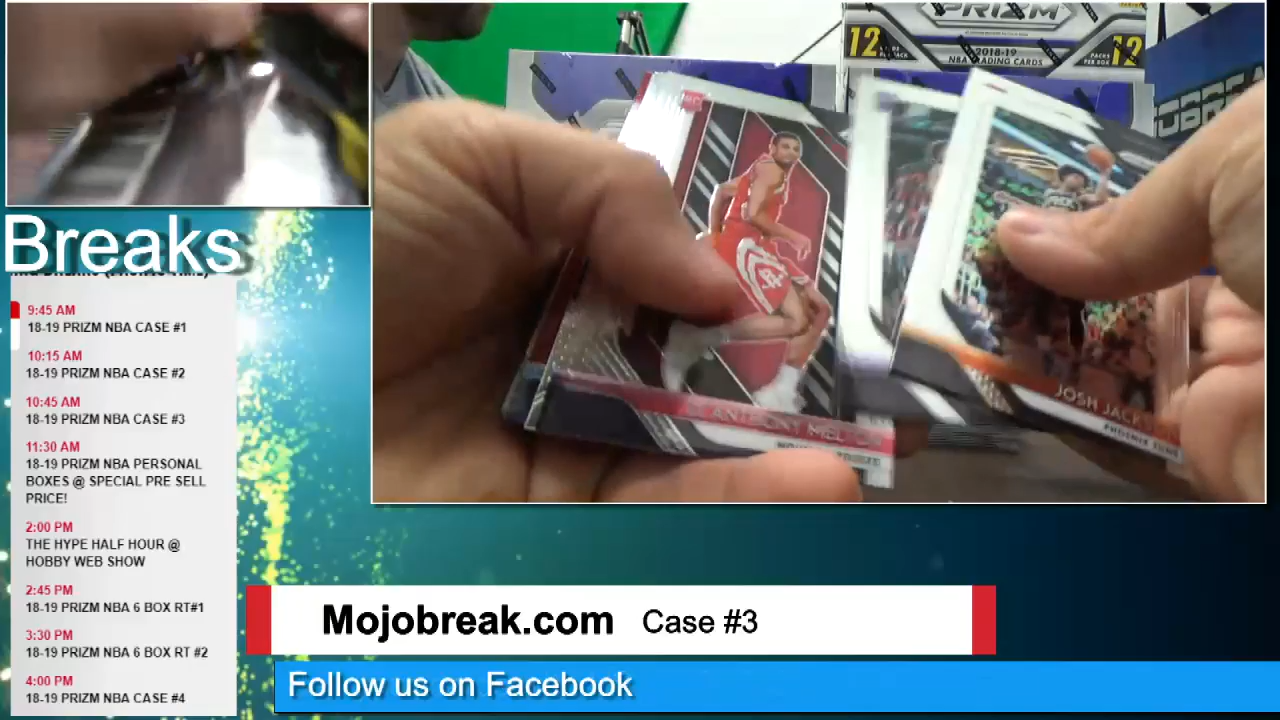 PRIZM
12
2018-19
NBA TRADING CARDS
PACKS
PER BOX
12
JOSH JACK
PHOENIX SUNS
Breaks
9:45 AM
18-19 PRIZM NBA CASE #1
10:15 AM
18-19 PRIZM NBA CASE #2
10:45 AM
18-19 PRIZM NBA CASE #3
11:30 AM
18-19 PRIZM NBA PERSONAL
BOXES @ SPECIAL PRE SELL
PRICE!
2:00 PM
THE HYPE HALF HOUR @
HOBBY WEB SHOW
2:45 PM
18-19 PRIZM NBA 6 BOX RT#1
3:30 PM
18-19 PRIZM NBA 6 BOX RT #2
4:00 PM
18-19 PRIZM NBA CASE #4
Mojobreak.com Case #3
Follow us on Facebook